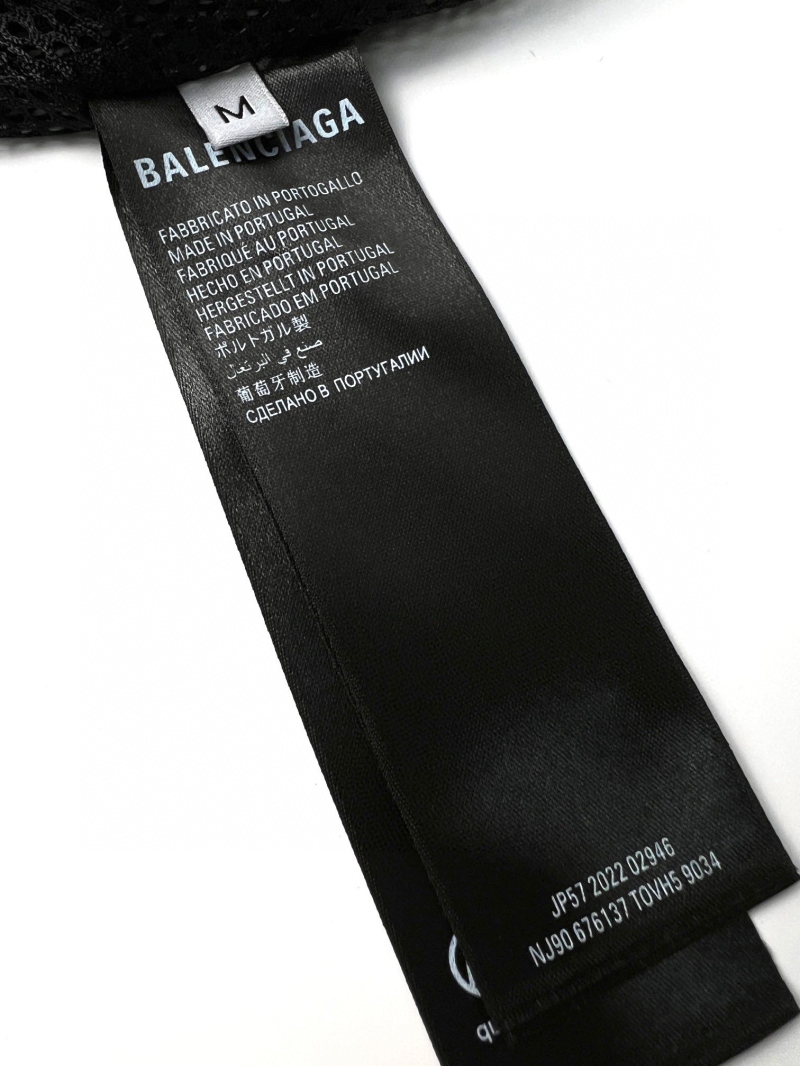 M
BALENCIAGA
FABBRICATO IN PORTOGALLO
MADE IN PORTUGAL
FABRIQUÉ AU PORTUGAL
HECHO EN PORTUGAL
HERGESTELLT IN PORTUGAL
FABRICADO EM PORTUGAL
ポルトガル製
صنع في البرتغال
葡萄牙制造
СДЕЛАНО В ПОРТУГАЛИИ
JP57 2022 02946
NJ90 676137 TOVH5 9034